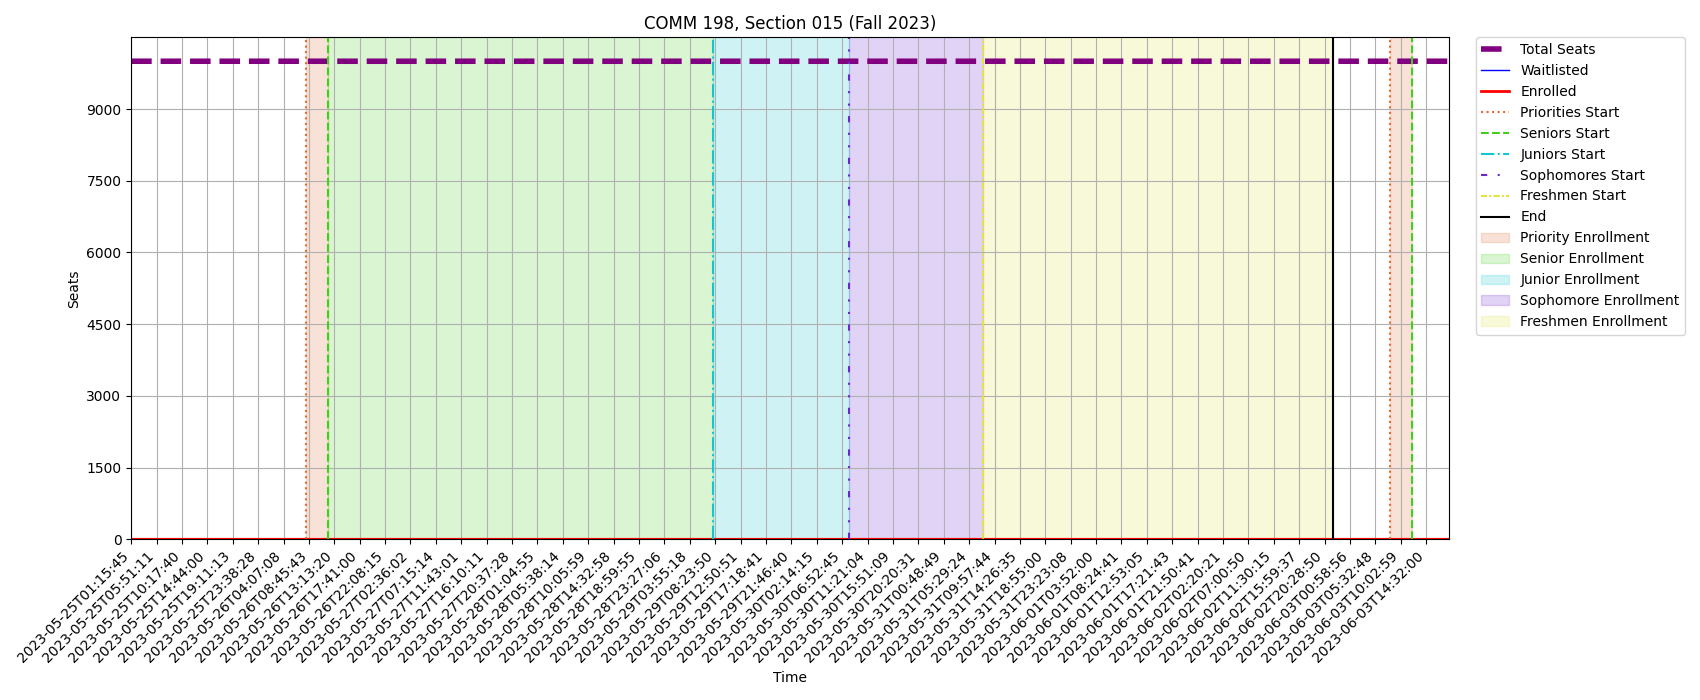 COMM 198, Section 015 (Fall 2023)
Seats
9000
7500
6000
4500
3000
1500
0
2023-05-25T01:15:45
2023-05-25T05:51:11
2023-05-25T10:17:40
2023-05-25T14:44:00
2023-05-25T19:11:13
2023-05-25T23:38:28
2023-05-26T04:07:08
2023-05-26T08:45:43
2023-05-26T13:13:20
2023-05-26T17:41:00
2023-05-26T22:08:15
2023-05-27T02:36:02
2023-05-27T07:15:14
2023-05-27T11:43:01
2023-05-27T16:10:11
2023-05-27T20:37:28
2023-05-28T01:04:55
2023-05-28T05:38:14
2023-05-28T10:05:59
2023-05-28T14:32:58
2023-05-28T18:59:55
2023-05-28T23:27:06
2023-05-29T03:55:18
2023-05-29T08:23:50
2023-05-29T12:50:51
2023-05-29T17:18:41
2023-05-29T21:46:40
2023-05-30T02:14:15
2023-05-30T06:52:45
2023-05-30T11:21:04
2023-05-30T15:51:09
2023-05-30T20:20:31
2023-05-31T00:48:49
2023-05-31T05:29:24
2023-05-31T09:57:44
2023-05-31T14:26:35
2023-05-31T18:55:00
2023-05-31T23:23:08
2023-06-01T03:52:00
2023-06-01T08:24:41
2023-06-01T12:53:05
2023-06-01T17:21:43
2023-06-01T21:50:41
2023-06-02T02:20:21
2023-06-02T07:00:50
2023-06-02T11:30:15
2023-06-02T15:59:37
2023-06-02T20:28:50
2023-06-03T00:58:56
2023-06-03T05:32:48
2023-06-03T10:02:59
2023-06-03T14:32:00
Time
Total Seats
Waitlisted
Enrolled
Priorities Start
Seniors Start
Juniors Start
Sophomores Start
Freshmen Start
End
Priority Enrollment
Senior Enrollment
Junior Enrollment
Sophomore Enrollment
Freshmen Enrollment